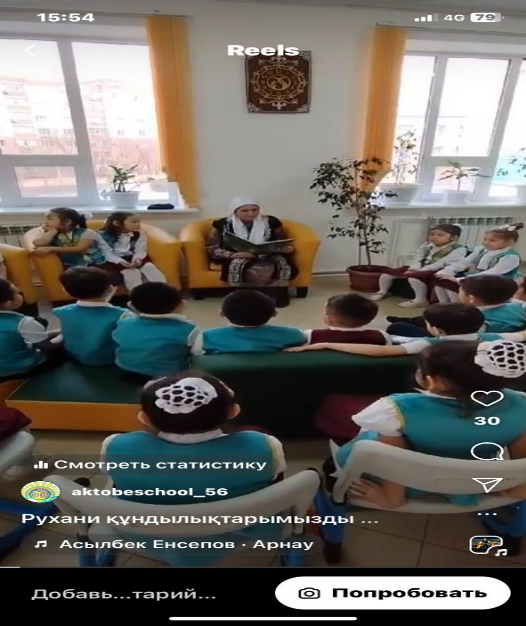 15:54
4G 79
Reels
30
Смотреть статистику
aktobeschool_56
Рухани құндылықтарымызды ...
Асылбек Енсепов · Арнау
Добавь...тарий...
Попробовать